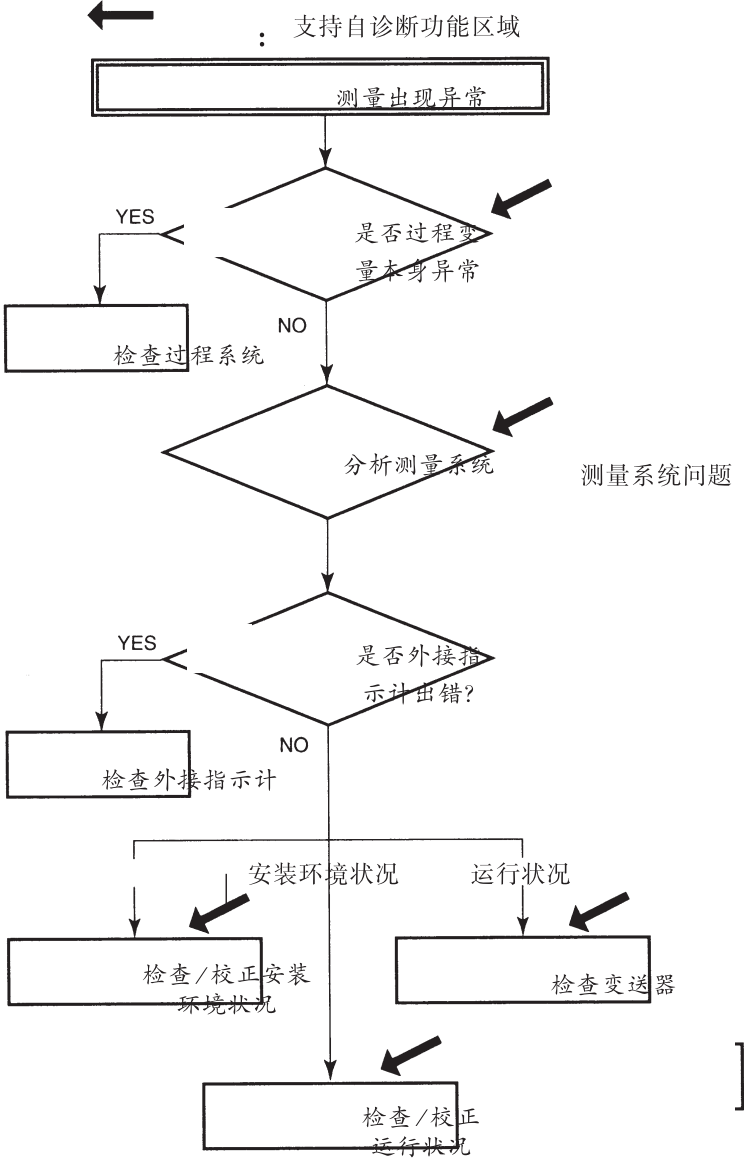 支持自诊断功能区域
:
测量出现异常
YES
是否过程变
量本身异常
检查过程系统
NO
分析测量系统
测量系统问题
YES
是否外接指
示计出错?
检查外接指示计
NO
安装环境状况
运行状况
检查/校正安装
环境状况
检查变送器
检查/校正
运行状况